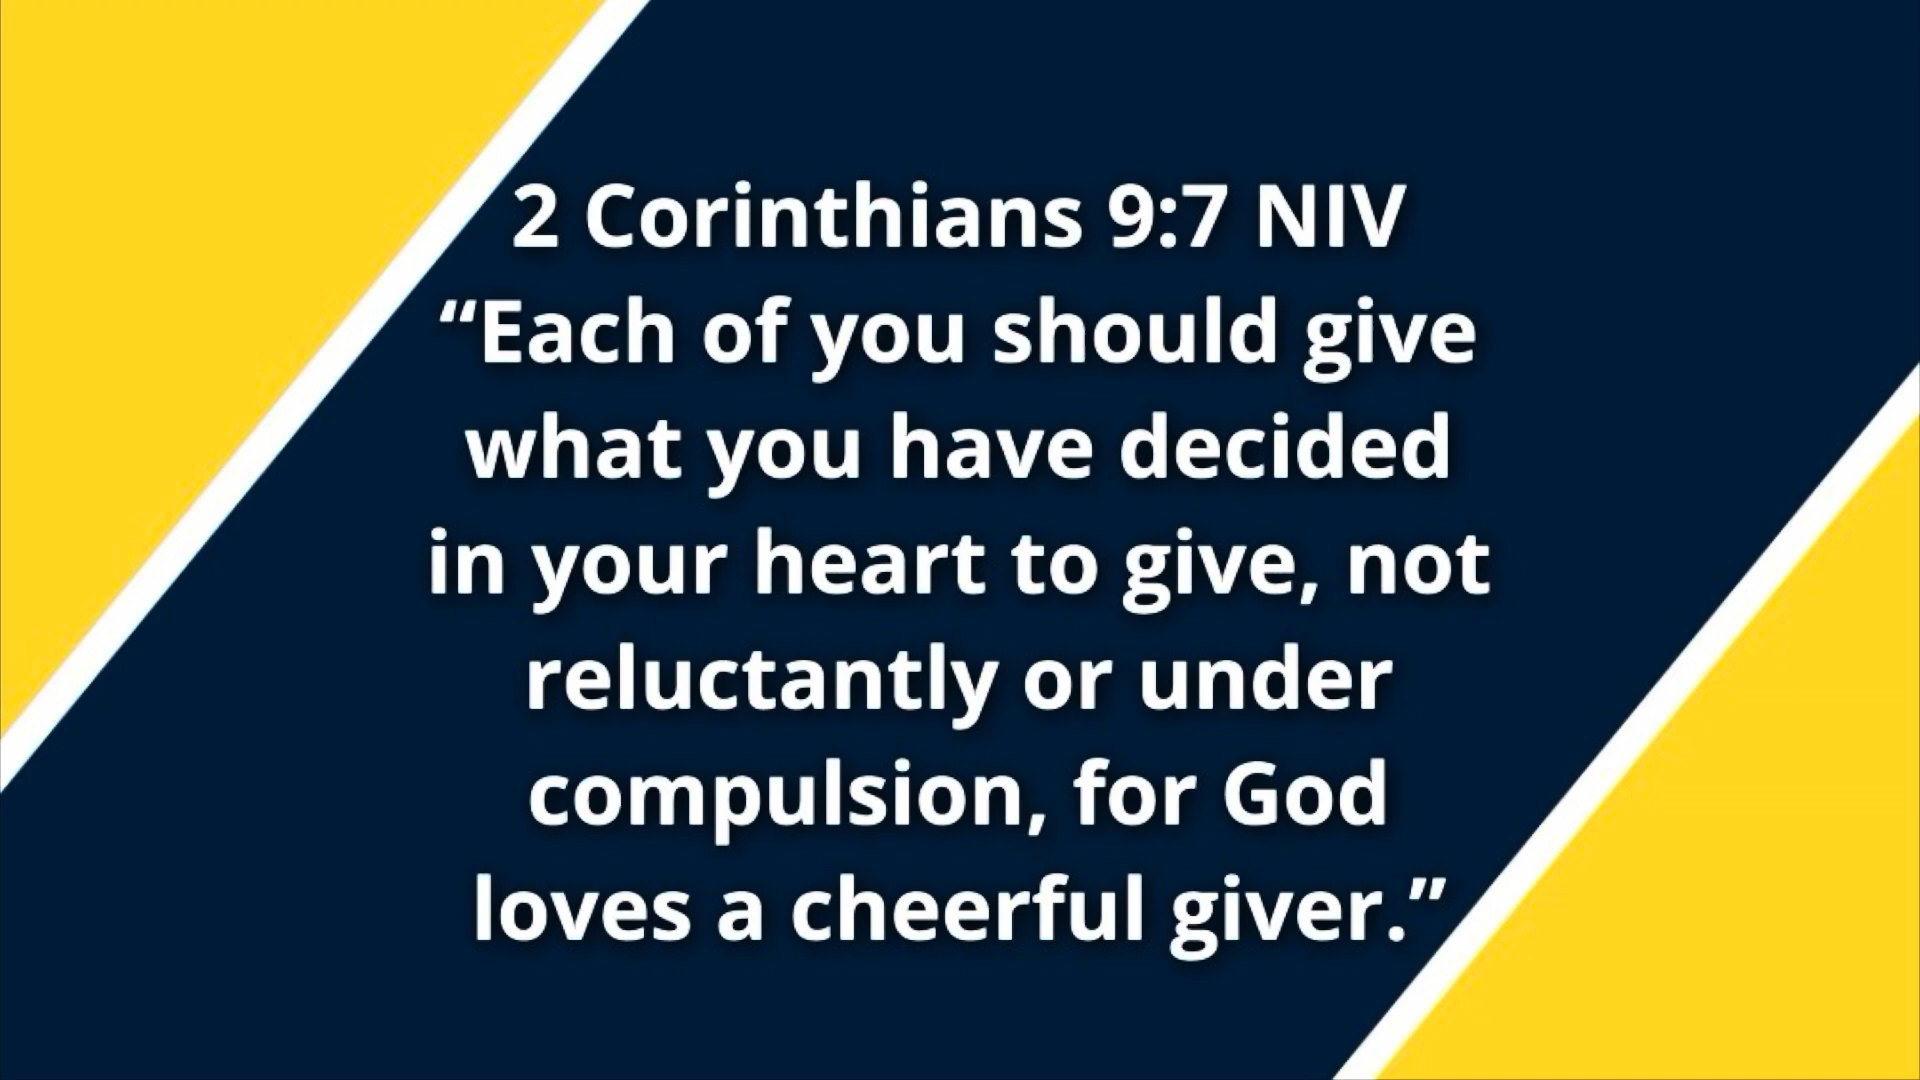 2 Corinthians 9:7 NIV
“Each of you should give
what you have decided
in your heart to give, not
reluctantly or under
compulsion, for God
loves a cheerful giver.”